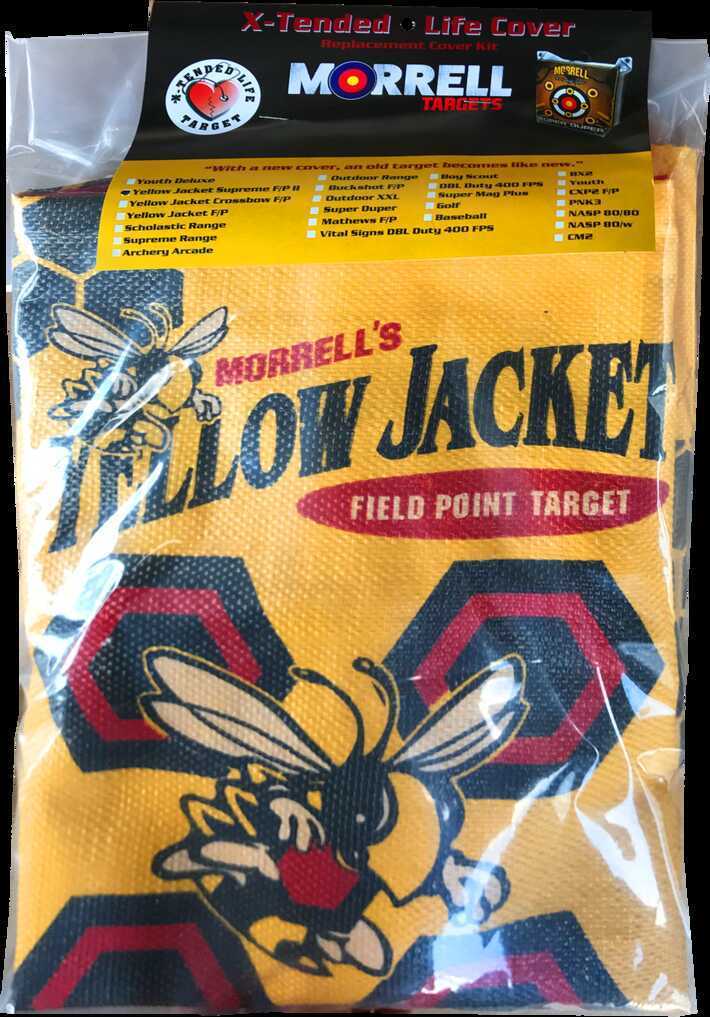 X-Tended Life Cover
Replacement Cover Kit
X-TENDED LIFE
TARGET
MORRELL
TARGETS
MORRELL
SUPER DUPER
"With a new cover, an old target becomes like new."
Youth Deluxe
Yellow Jacket Supreme F/P II
Yellow Jacket Crossbow F/P
Yellow Jacket F/P
Scholastic Range
Supreme Range
Archery Arcade
Outdoor Range
Buckshot F/P
Outdoor XXL
Super Duper
Mathews F/P
Vital Signs DBL Duty 400 FPS
Boy Scout
DBL Duty 400 FPS
Super Mag Plus
Golf
Baseball
BX2
Youth
CXP2 F/P
PNK3
NASP 80/80
NASP 80/w
CM2
MORRELL'S
YELLOW JACKET
FIELD POINT TARGET